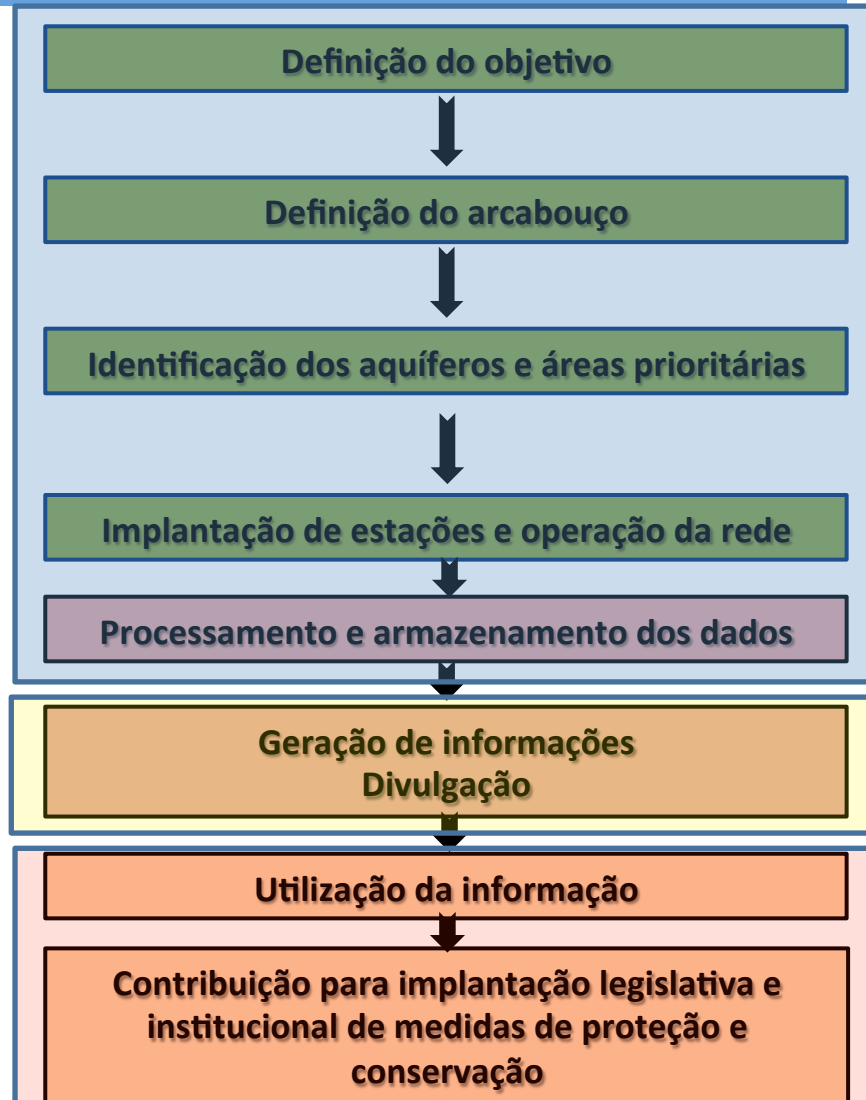 Definição do objetivo
Definição do arcabouço
Identificação dos aquíferos e áreas prioritárias
Implantação de estações e operação da rede
Processamento e armazenamento dos dados
Geração de informações
Divulgação
Utilização da informação
Contribuição para implantação legislativa e
institucional de medidas de proteção e
conservação